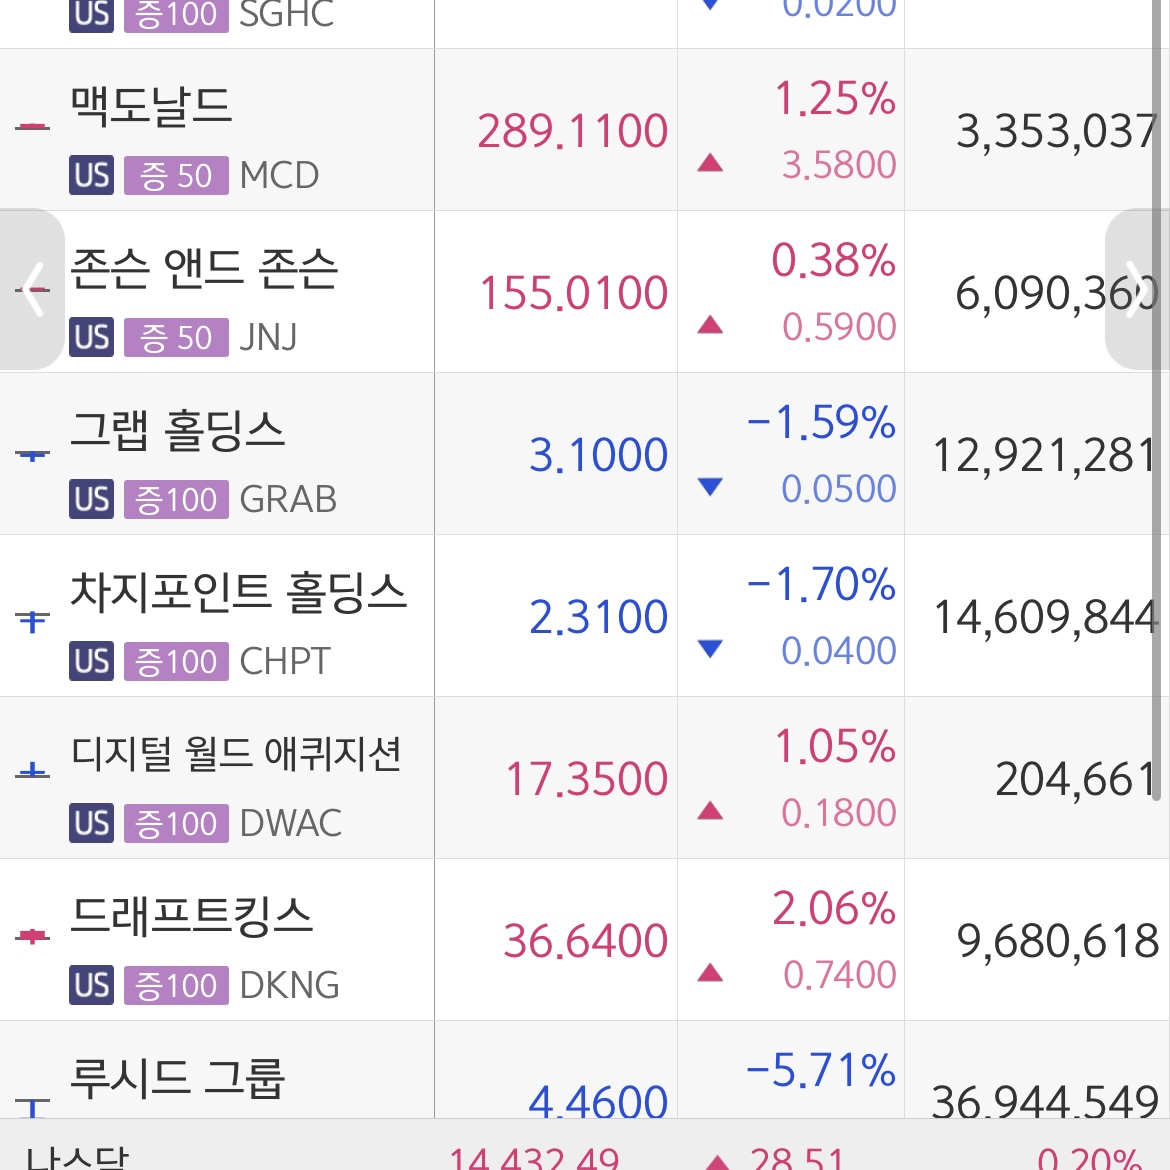 US 증100 SGHC 0.0200
맥도날드 289.1100 1.25% 3,353,037
US 증 50 MCD 3.5800
존슨 앤드 존슨 155.0100 0.38% 6,090,360
US 증 50 JNJ 0.5900
그랩 홀딩스 3.1000 -1.59% 12,921,281
US 증100 GRAB 0.0500
차지포인트 홀딩스 2.3100 -1.70% 14,609,844
US 증100 CHPT 0.0400
디지털 월드 애퀴지션 17.3500 1.05% 204,661
US 증100 DWAC 0.1800
드래프트킹스 36.6400 2.06% 9,680,618
US 증100 DKNG 0.7400
루시드 그룹 4.4600 -5.71% 36,944,549
나스닥 14,432.49 28.51 0.20%